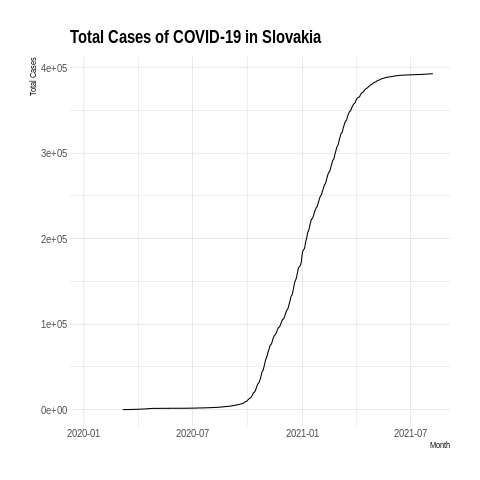 Total Cases of COVID-19 in Slovakia
Total Cases
4e+05
3e+05
2e+05
1e+05
0e+00
2020-01 2020-07 2021-01 2021-07
Month